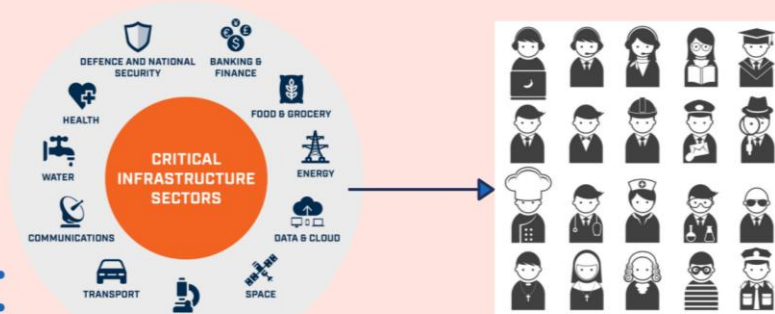 DEFENCE AND NATIONAL
SECURITY
BANKING &
FINANCE
HEALTH
FOOD & GROCERY
WATER
CRITICAL
INFRASTRUCTURE
SECTORS
ENERGY
COMMUNICATIONS
DATA & CLOUD
TRANSPORT
SPACE